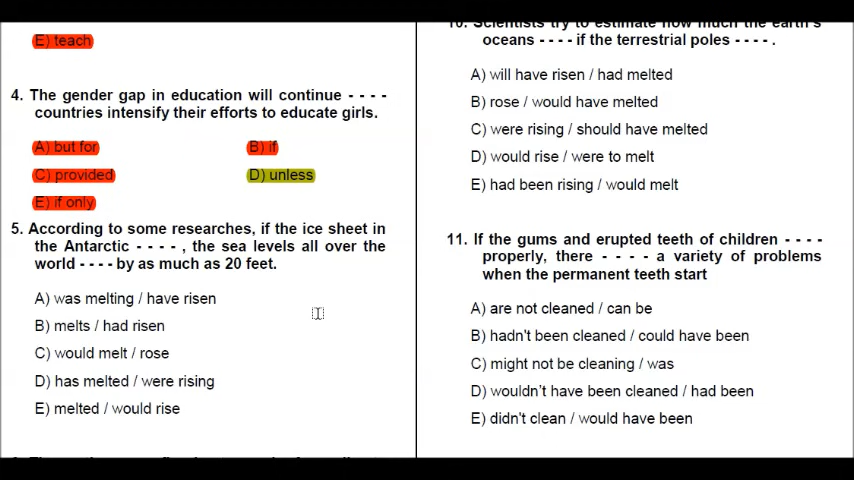 E) teach
4. The gender gap in education will continue - - - -
countries intensify their efforts to educate girls.
A) but for
B) if
C) provided
D) unless
E) if only
5. According to some researches, if the ice sheet in
the Antarctic - - - - , the sea levels all over the
world - - - - by as much as 20 feet.
A) was melting / have risen
B) melts / had risen
C) would melt / rose
D) has melted / were rising
E) melted / would rise
10. Scientists try to estimate how much the earth's
oceans - - - - if the terrestrial poles - - - - .
A) will have risen / had melted
B) rose / would have melted
C) were rising / should have melted
D) would rise / were to melt
E) had been rising / would melt
11. If the gums and erupted teeth of children - - - -
properly, there - - - - a variety of problems
when the permanent teeth start
A) are not cleaned / can be
B) hadn't been cleaned / could have been
C) might not be cleaning / was
D) wouldn't have been cleaned / had been
E) didn't clean / would have been